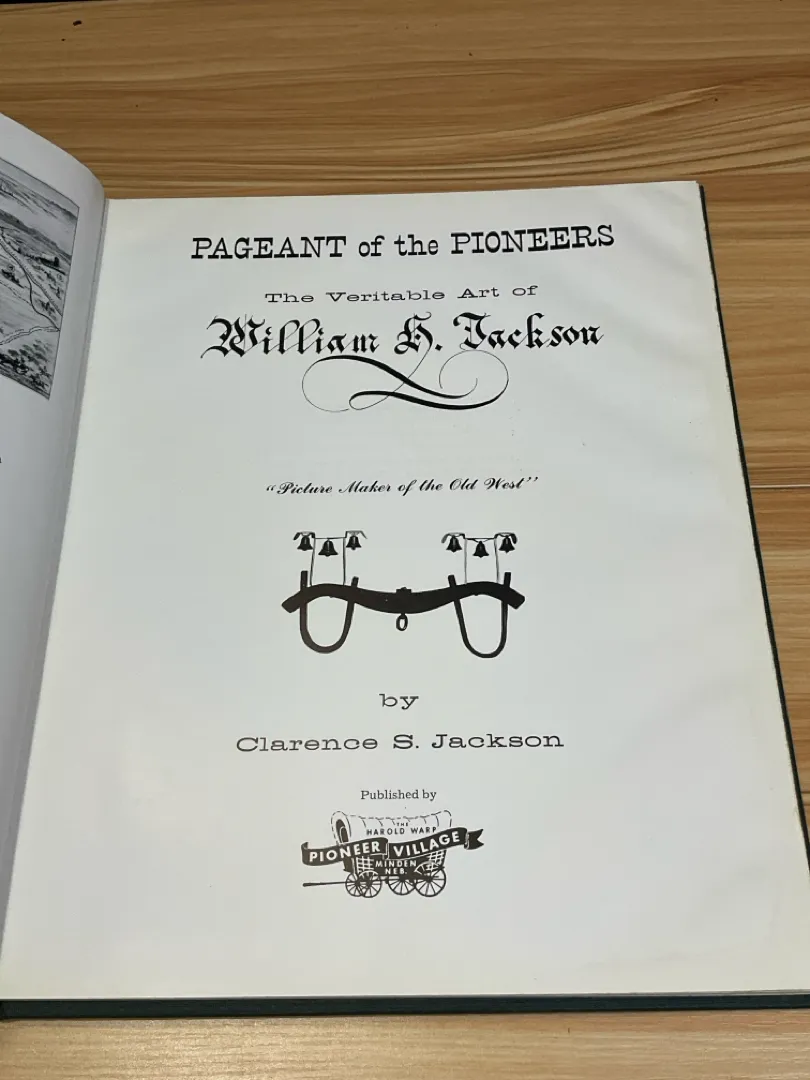 PAGEANT of the PIONEERS
The Veritable Art of
William H. Jackson
"Picture Maker of the Old West"
by
Clarence S. Jackson
Published by
THE
HAROLD WARP
PIONEER VILLAGE
MINDEN
NEB.